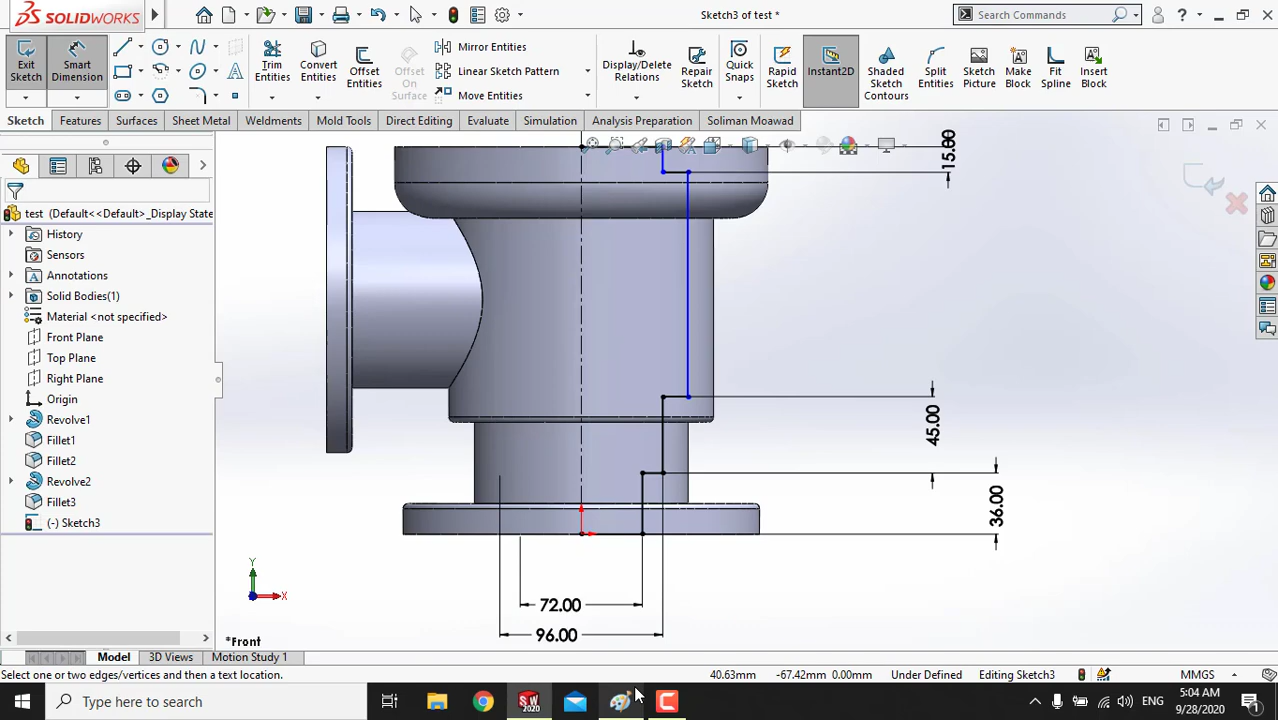 SOLIDWORKS
Sketch3 of test *
Search Commands
Exit Sketch
Smart Dimension
Trim Entities
Convert Entities
Offset Entities
Offset On Surface
Mirror Entities
Linear Sketch Pattern
Move Entities
Display/Delete Relations
Repair Sketch
Quick Snaps
Rapid Sketch
Instant2D
Shaded Sketch Contours
Split Entities
Sketch Picture
Make Block
Fit Spline
Insert Block
Sketch Features Surfaces Sheet Metal Weldments Mold Tools Direct Editing Evaluate Simulation Analysis Preparation Soliman Moawad
test (Default<<Default>_Display State
History
Sensors
Annotations
Solid Bodies(1)
Material <not specified>
Front Plane
Top Plane
Right Plane
Origin
Revolve1
Fillet1
Fillet2
Revolve2
Fillet3
(-) Sketch3
15.00
45.00
36.00
72.00
96.00
Y
X
*Front
Model 3D Views Motion Study 1
Select one or two edges/vertices and then a text location.
40.63mm -67.42mm 0.00mm Under Defined Editing Sketch3 MMGS
Type here to search
SW
2020
ENG
5:04 AM
9/28/2020
1